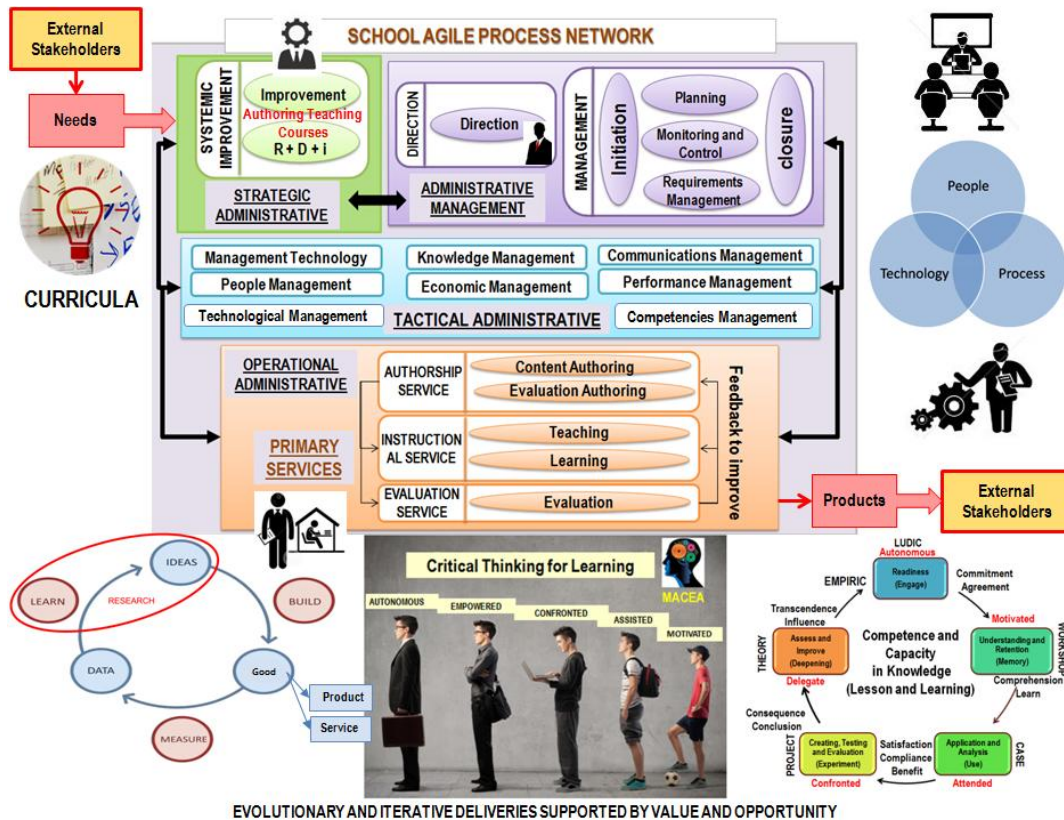 External
Stakeholders
Needs
CURRICULA
SCHOOL AGILE PROCESS NETWORK
SYSTEMIC
IMPROVEMENT
Improvement
Authoring Teaching
Courses
R + D + i
STRATEGIC
ADMINISTRATIVE
DIRECTION
Direction
ADMINISTRATIVE
MANAGEMENT
MANAGEMENT
Initiation
Planning
Monitoring and
Control
Requirements
Management
closure
Management Technology
Knowledge Management
Communications Management
People Management
Economic Management
Performance Management
Technological Management
TACTICAL ADMINISTRATIVE
Competencies Management
OPERATIONAL
ADMINISTRATIVE
PRIMARY
SERVICES
AUTHORSHIP
SERVICE
Content Authoring
Evaluation Authoring
INSTRUCTION
AL SERVICE
Teaching
Learning
EVALUATION
SERVICE
Evaluation
Feedback to improve
People
Technology
Process
Products
External
Stakeholders
IDEAS
LEARN
RESEARCH
BUILD
DATA
Good
Product
Service
MEASURE
Critical Thinking for Learning
MACEA
AUTONOMOUS
EMPOWERED
CONFRONTED
ASSISTED
MOTIVATED
LUDIC
Autonomous
Readiness
(Engage)
EMPIRIC
Commitment
Agreement
Transcendence
Influence
Motivated
THEORY
Assess and
Improve
(Deepening)
Delegate
Competence and
Capacity
in Knowledge
(Lesson and Learning)
Understanding and
Retention
(Memory)
WORKSHOP
Comprehension
Learn
Consequence
Conclusion
PROJECT
Creating, Testing
and Evaluation
(Experiment)
Confronted
Satisfaction
Compliance
Benefit
Application and
Analysis
(Use)
Attended
CASE
EVOLUTIONARY AND ITERATIVE DELIVERIES SUPPORTED BY VALUE AND OPPORTUNITY